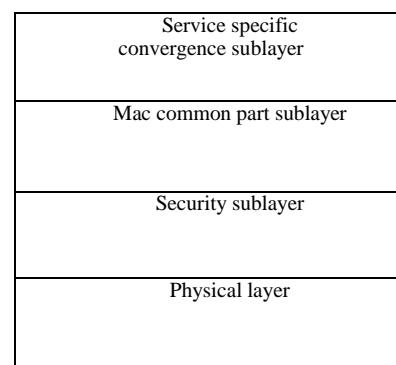 Service specific
convergence sublayer
Mac common part sublayer
Security sublayer
Physical layer